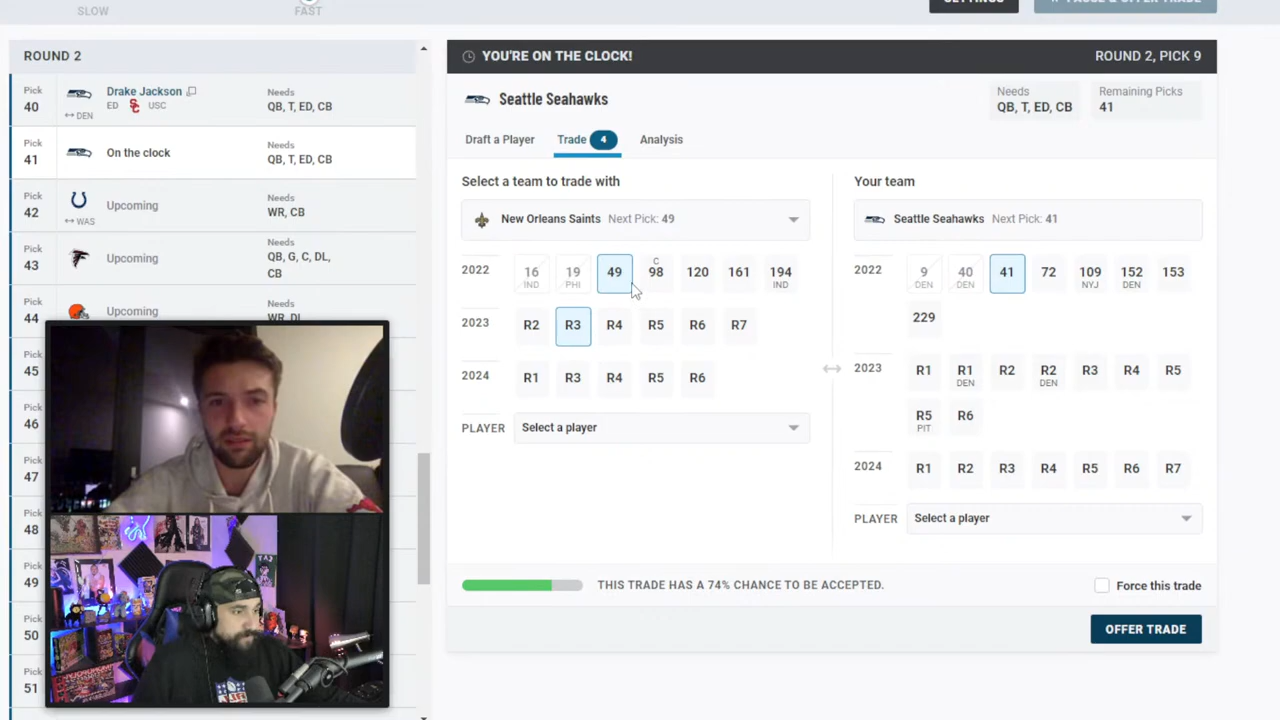 SLOW
FAST
SETTINGS
PAUSE & OFFER TRADE
ROUND 2
Pick 40
Drake Jackson
ED USC
DEN
Needs
QB, T, ED, CB
Pick 41
On the clock
Needs
QB, T, ED, CB
Pick 42
WAS
Upcoming
Needs
WR, CB
Pick 43
Upcoming
Needs
QB, G, C, DL,
CB
Pick 44
Upcoming
Needs
WR, DL
Pick 45
Pick 46
Pick 47
Pick 48
Pick 49
Pick 50
Pick 51
YOU'RE ON THE CLOCK!
ROUND 2, PICK 9
Seattle Seahawks
Needs
QB, T, ED, CB
Remaining Picks
41
Draft a Player
Trade 4
Analysis
Select a team to trade with
New Orleans Saints Next Pick: 49
2022
16 IND
19 PHI
49
C 98
120
161
194 IND
2023
R2 R3 R4 R5 R6 R7
2024
R1 R3 R4 R5 R6
PLAYER Select a player
Your team
Seattle Seahawks Next Pick: 41
2022
9 DEN
40 DEN
41
72
109 NYJ
152 DEN
153
229
2023
R1
R1 DEN
R2
R2 DEN
R3
R4
R5
R5 PIT
R6
2024
R1 R2 R3 R4 R5 R6 R7
PLAYER Select a player
THIS TRADE HAS A 74% CHANCE TO BE ACCEPTED.
Force this trade
OFFER TRADE
NFL